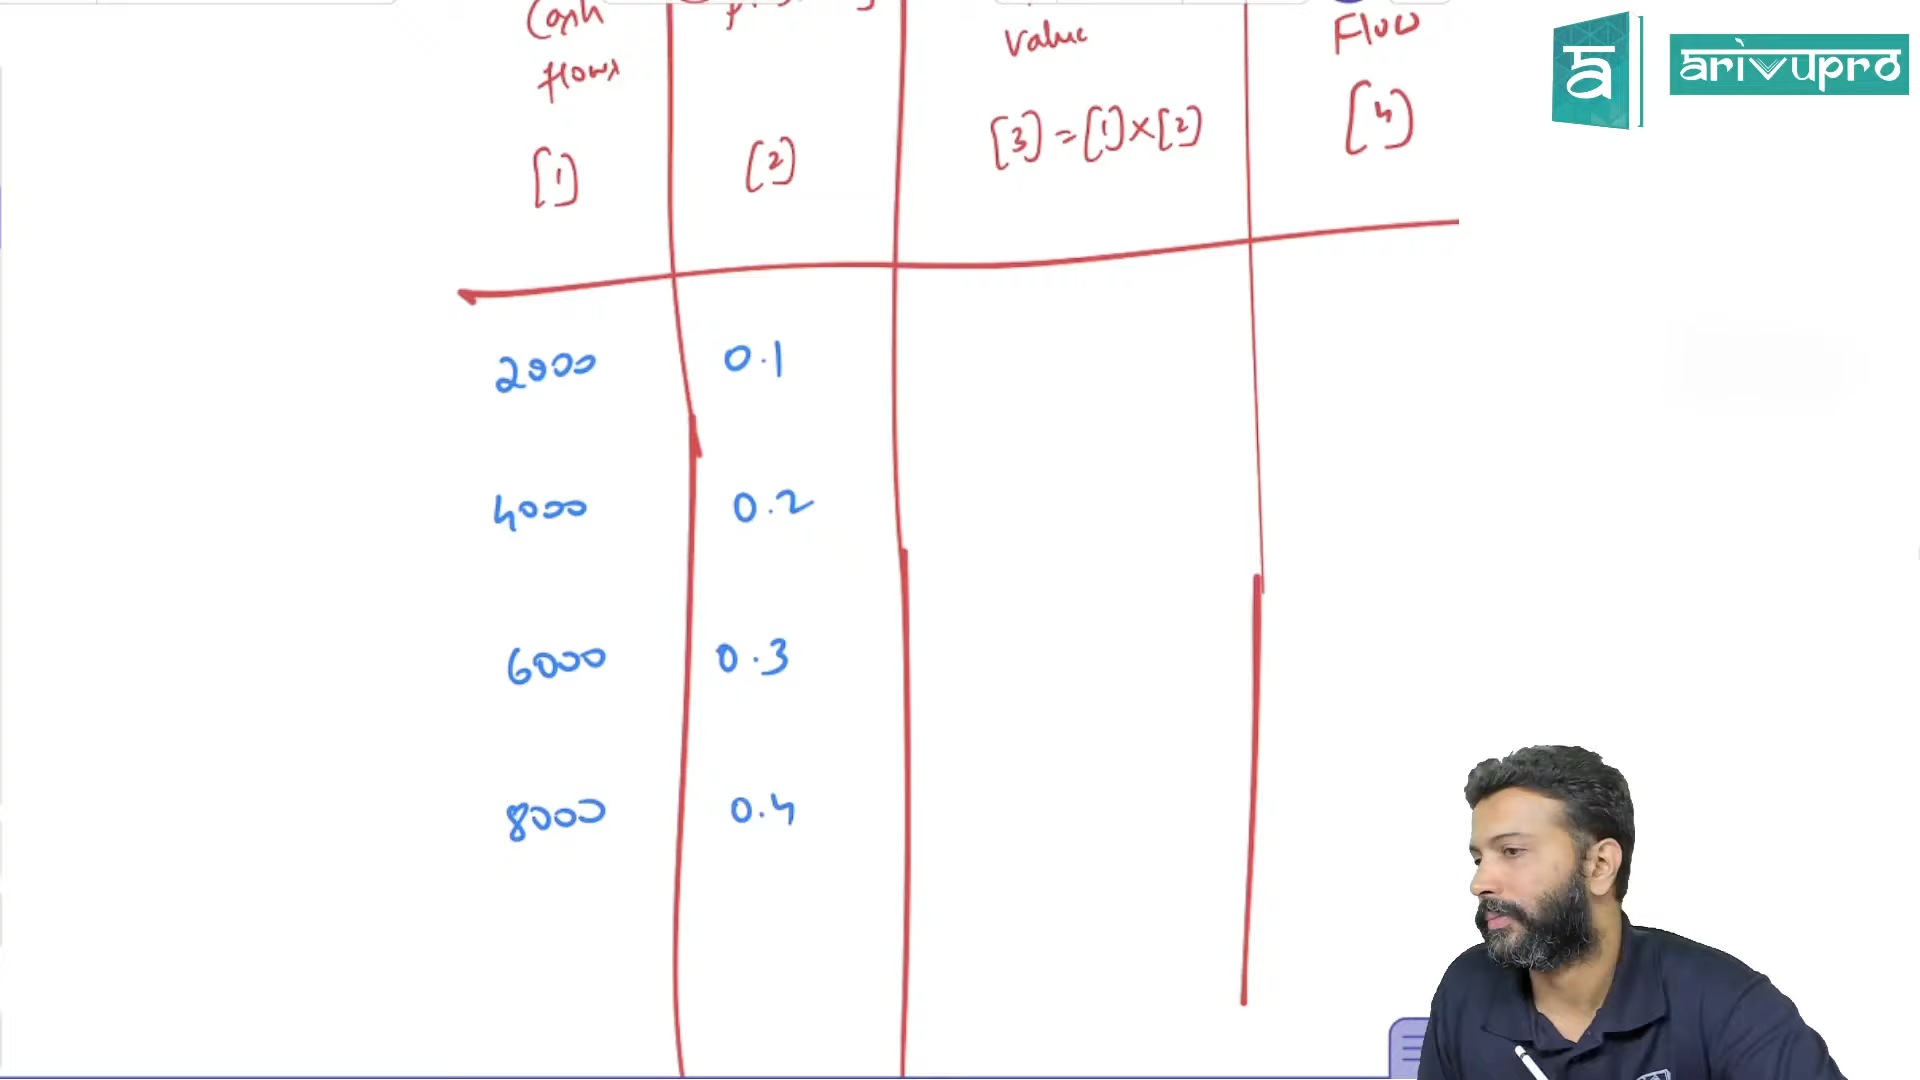 Cash value Flow
flows
[1] [2] [3] = [1] × [2] [4]
2000 0.1
4000 0.2
6000 0.3
8000 0.4
ā arivupro